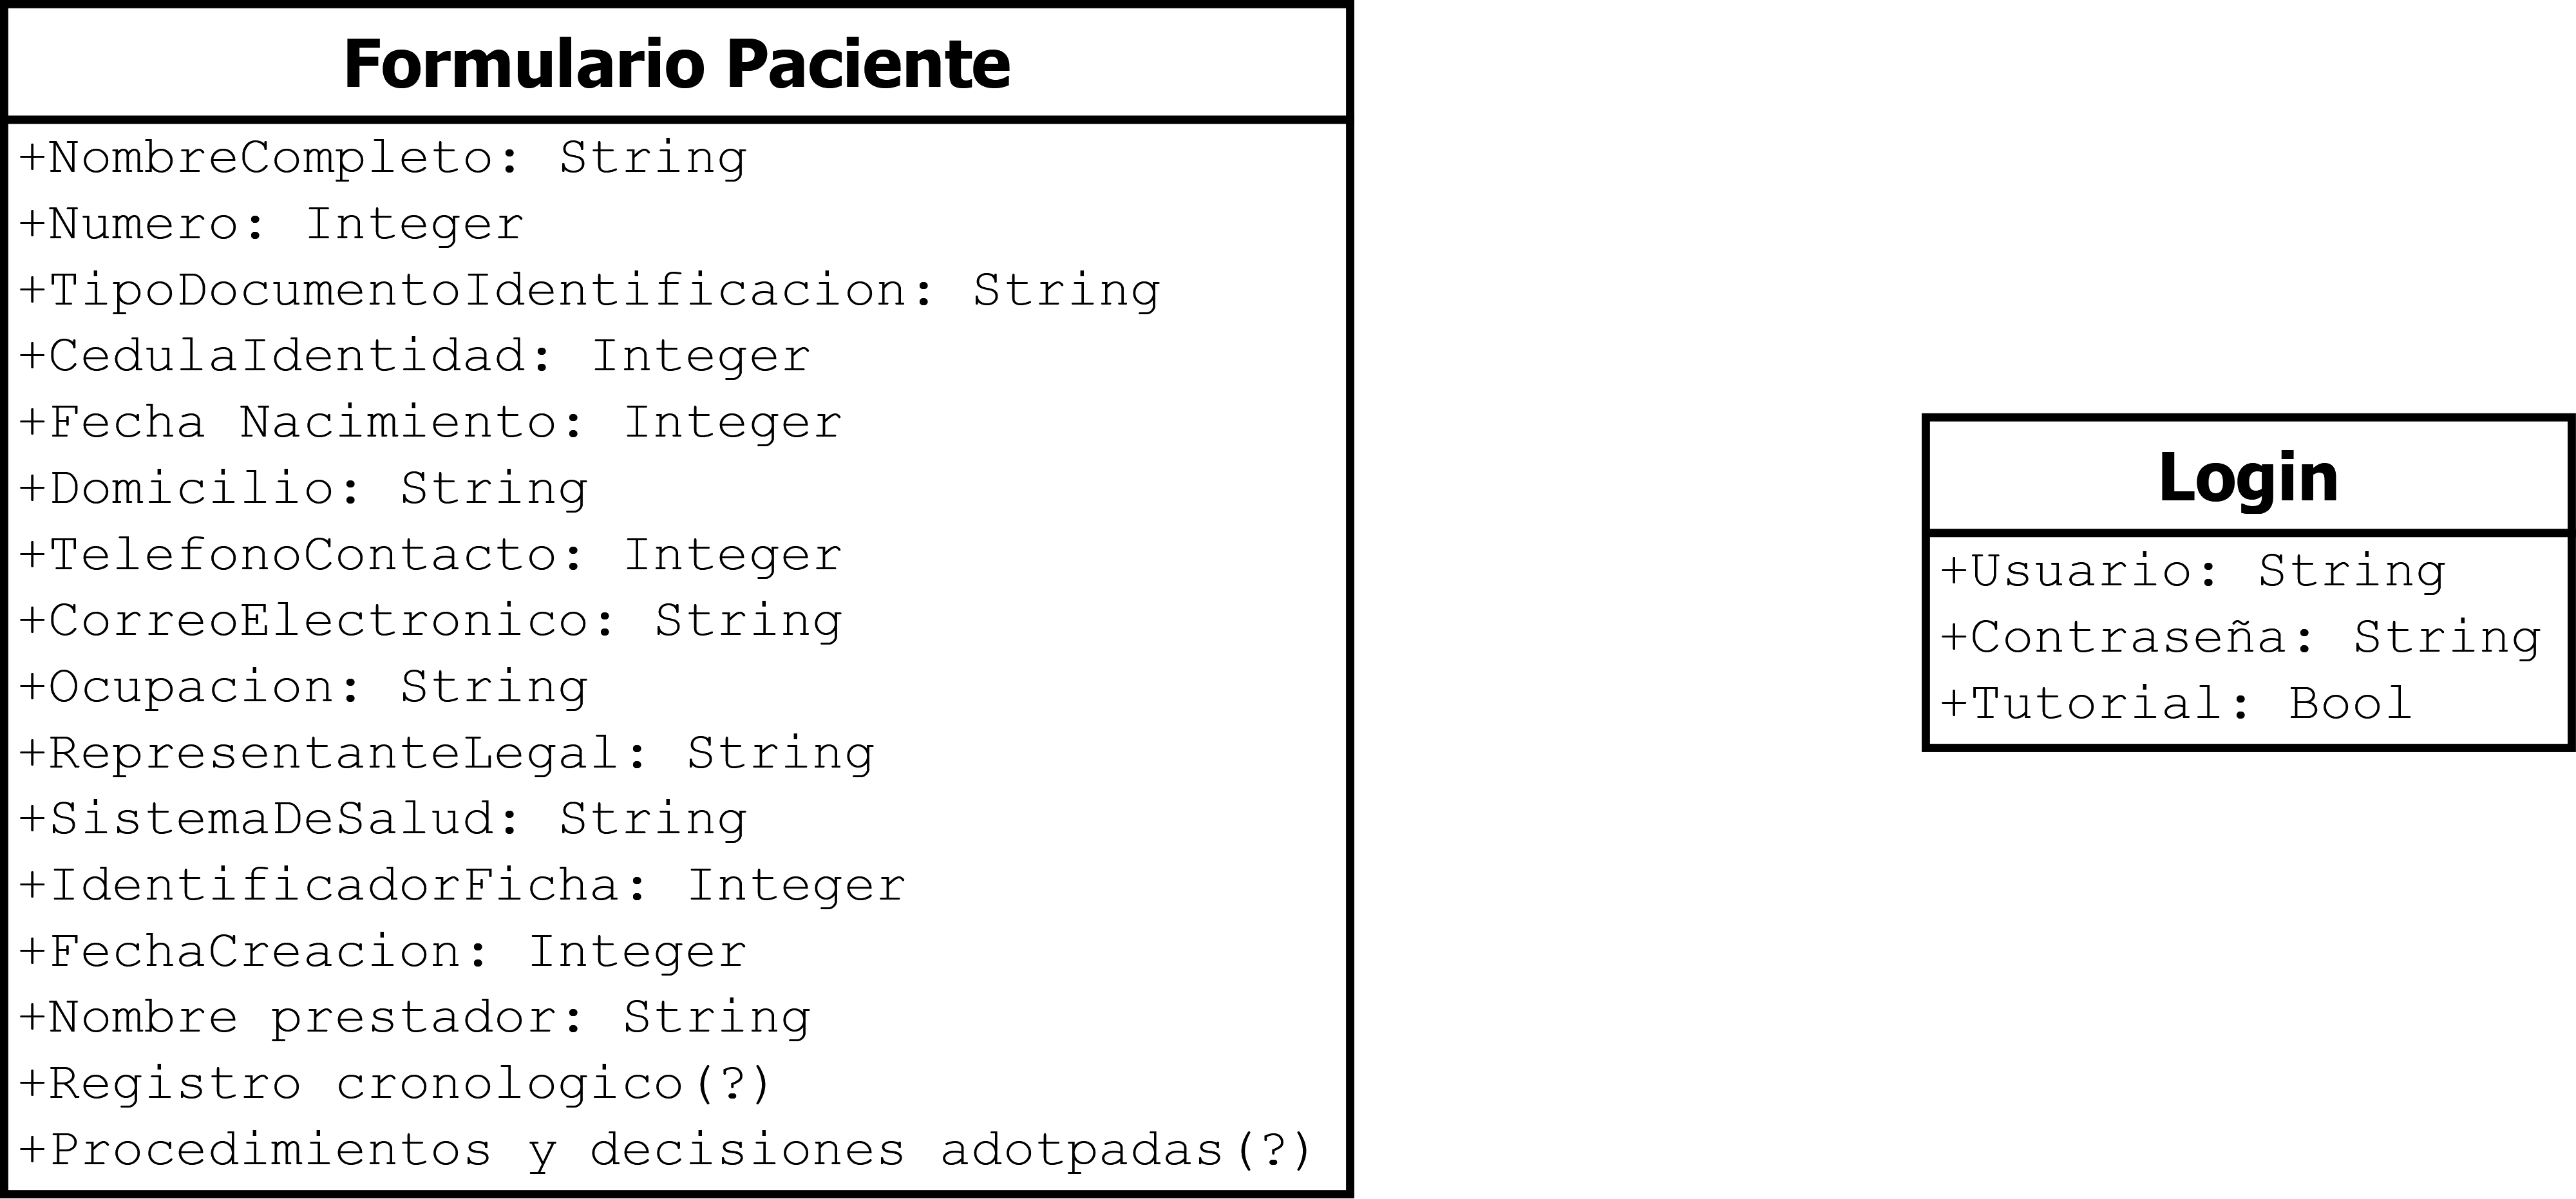 Formulario Paciente
+NombreCompleto: String
+Numero: Integer
+TipoDocumentoIdentificacion: String
+CedulaIdentidad: Integer
+Fecha Nacimiento: Integer
+Domicilio: String
+TelefonoContacto: Integer
+CorreoElectronico: String
+Ocupacion: String
+RepresentanteLegal: String
+SistemaDeSalud: String
+IdentificadorFicha: Integer
+FechaCreacion: Integer
+Nombre prestador: String
+Registro cronologico(?)
+Procedimientos y decisiones adotpadas(?)
Login
+Usuario: String
+Contraseña: String
+Tutorial: Bool